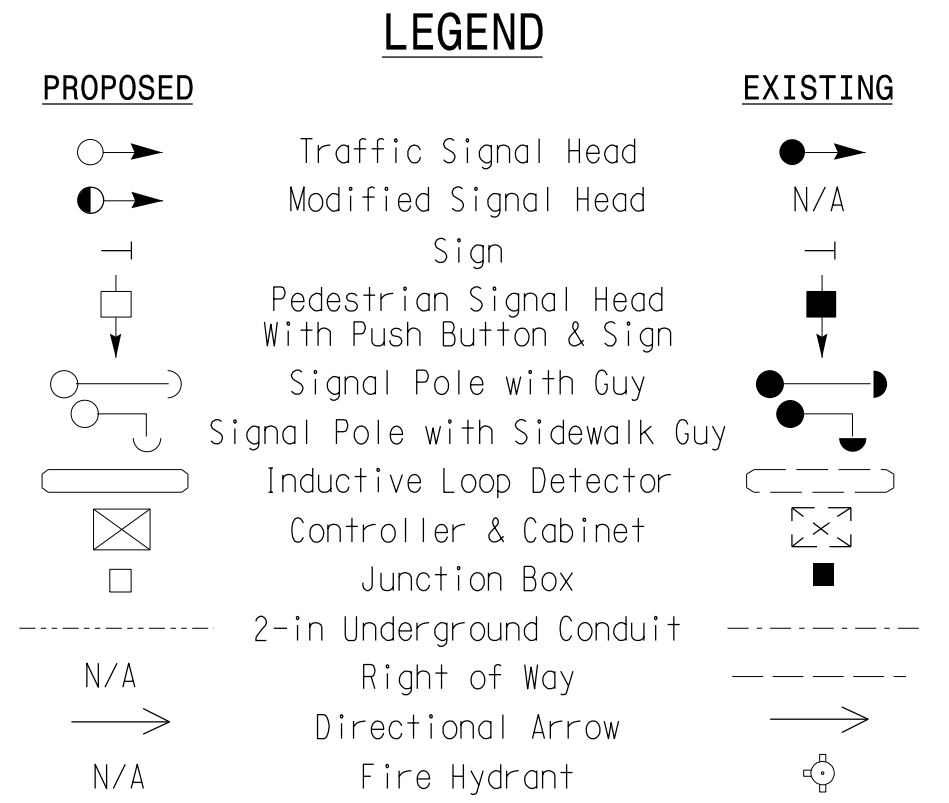 LEGEND
PROPOSED EXISTING
Traffic Signal Head
Modified Signal Head N/A
Sign
Pedestrian Signal Head
With Push Button & Sign
Signal Pole with Guy
Signal Pole with Sidewalk Guy
Inductive Loop Detector
Controller & Cabinet
Junction Box
2-in Underground Conduit
N/A Right of Way
Directional Arrow
N/A Fire Hydrant